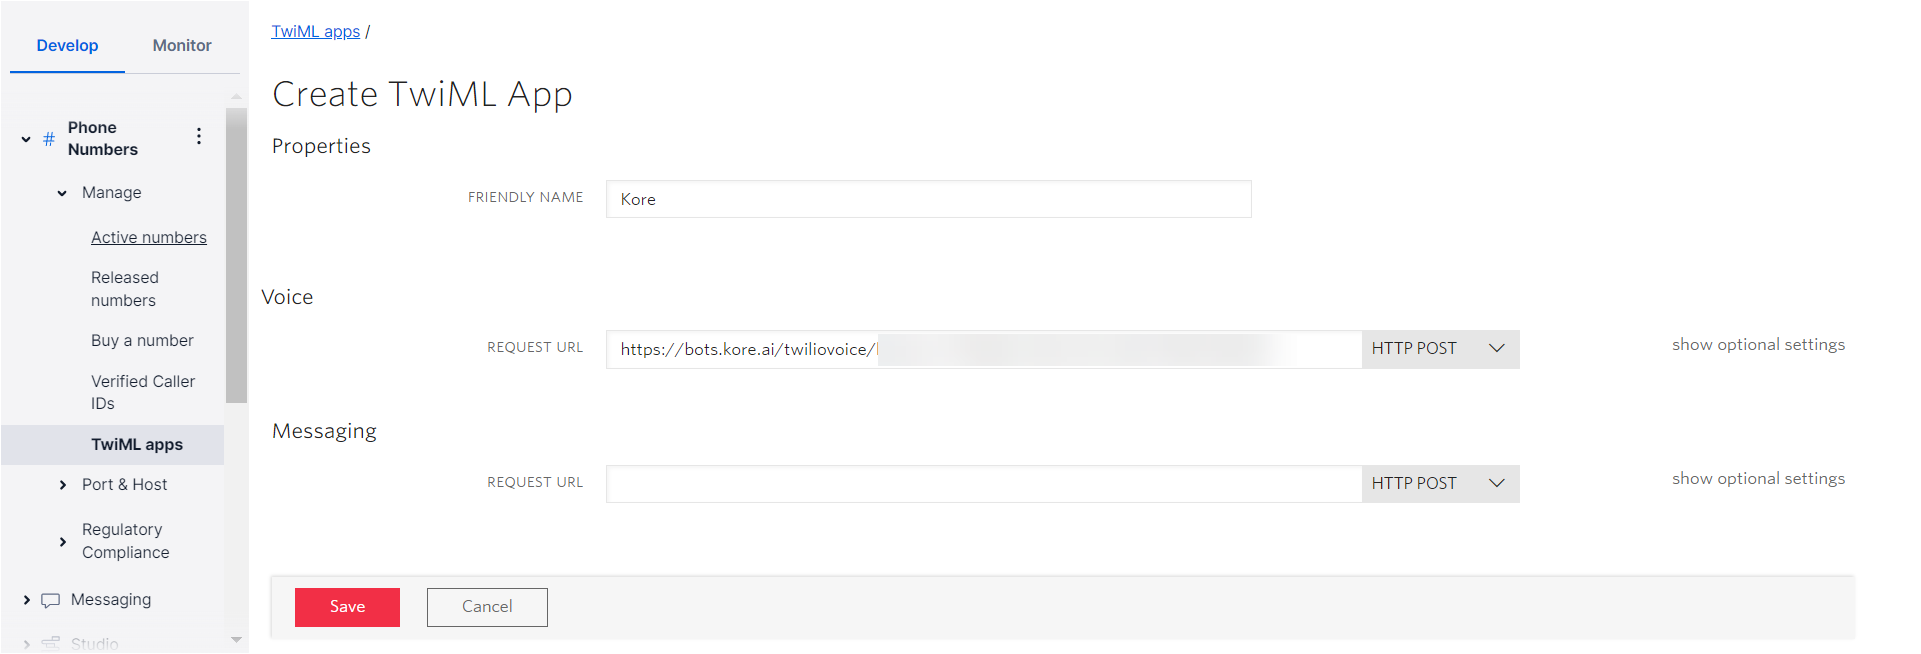 Develop
Monitor
# Phone
Numbers
Manage
Active numbers
Released
numbers
Buy a number
Verified Caller
IDs
TwiML apps
Port & Host
Regulatory
Compliance
Messaging
Studio
TwiML apps /
Create TwiML App
Properties
FRIENDLY NAME
Kore
Voice
REQUEST URL
https://bots.kore.ai/twiliovoice/
HTTP POST
show optional settings
Messaging
REQUEST URL
HTTP POST
show optional settings
Save
Cancel